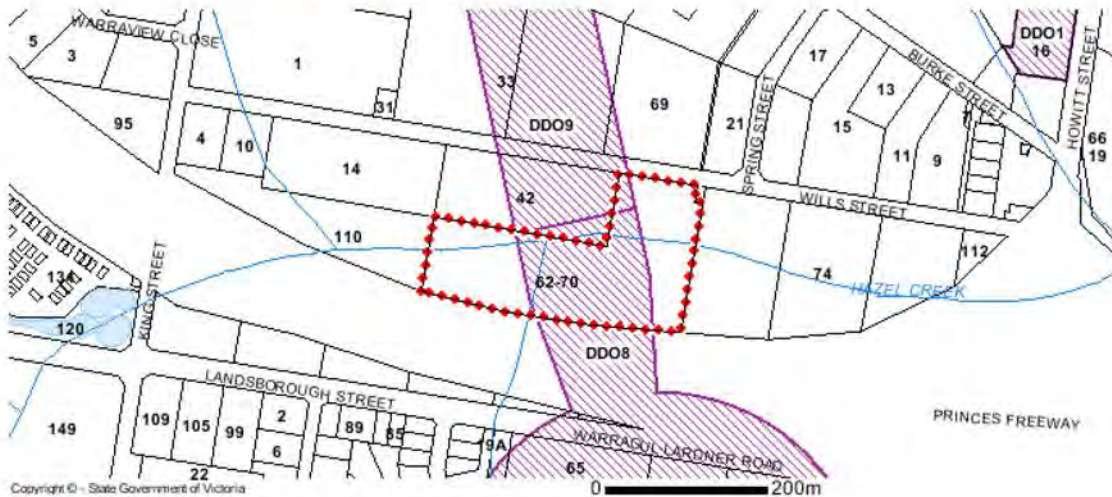 WARRAVIEW CLOSE
5
3
1
33
31
69
17
DDO1
16
BURKE STREET
HOWITT STREET
13
66
19
95
4
10
DDO9
21
SPRING STREET
15
7
11
9
14
42
WILLS STREET
110
112
134
KING STREET
62-70
74
HAZEL CREEK
120
DDO8
LANDSBOROUGH STREET
PRINCES FREEWAY
149
109
105
99
2
6
89
85
19A
WARRAGUL LARDNER ROAD
22
65
Copyright © - State Government of Victoria
0
200m